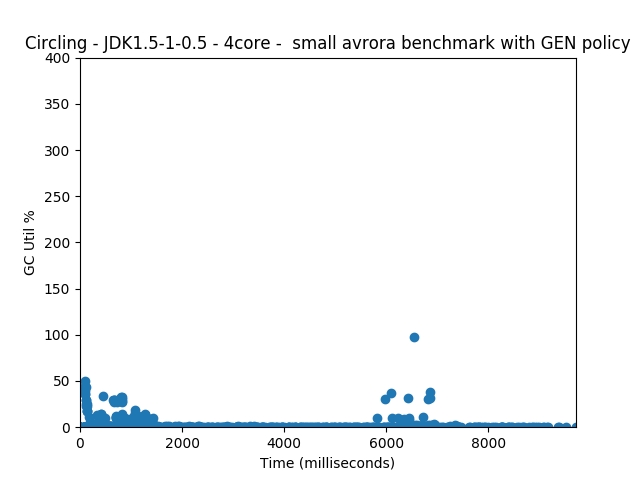 Circling - JDK1.5-1-0.5 - 4core -  small avrora benchmark with GEN policy
400
350
300
250
200
150
100
50
0
GC Util %
0 2000 4000 6000 8000
Time (milliseconds)